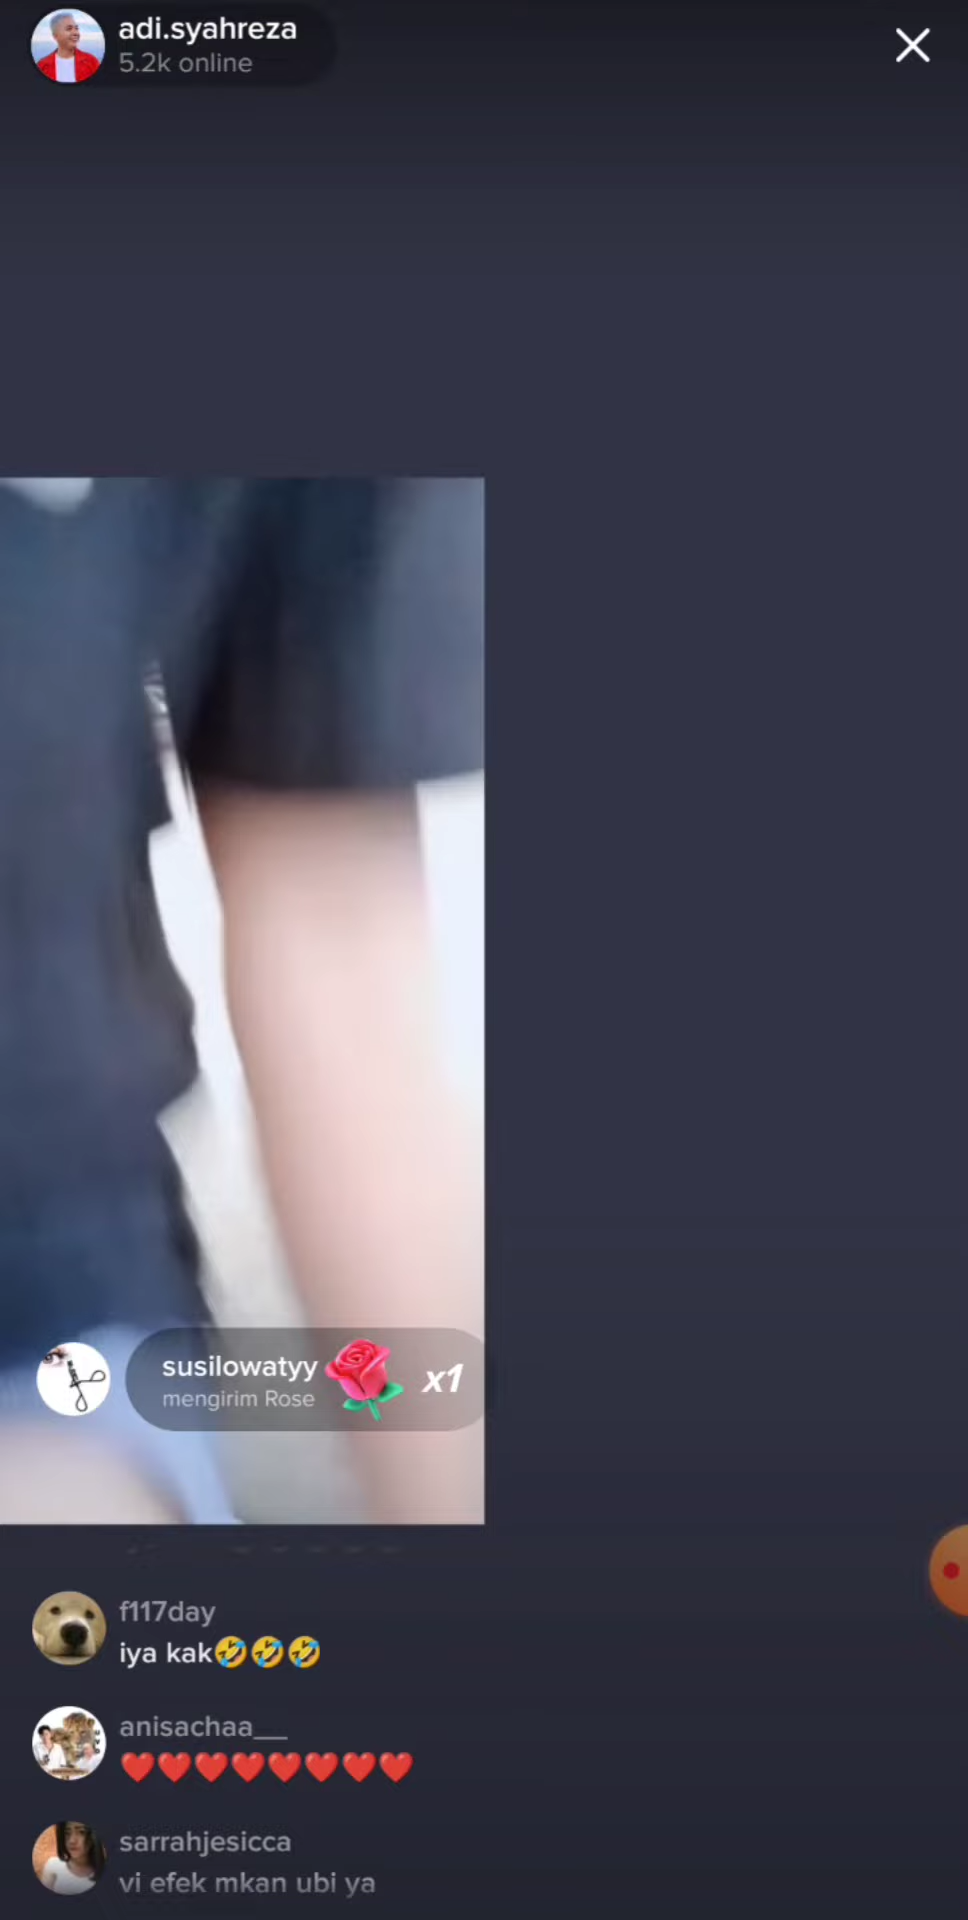 adi.syahreza
5.2k online
susilowatyy
mengirim Rose
x1
f117day
iya kak🤣🤣🤣
anisachaa__
❤️❤️❤️❤️❤️❤️❤️❤️
sarrahjesicca
vi efek mkan ubi ya